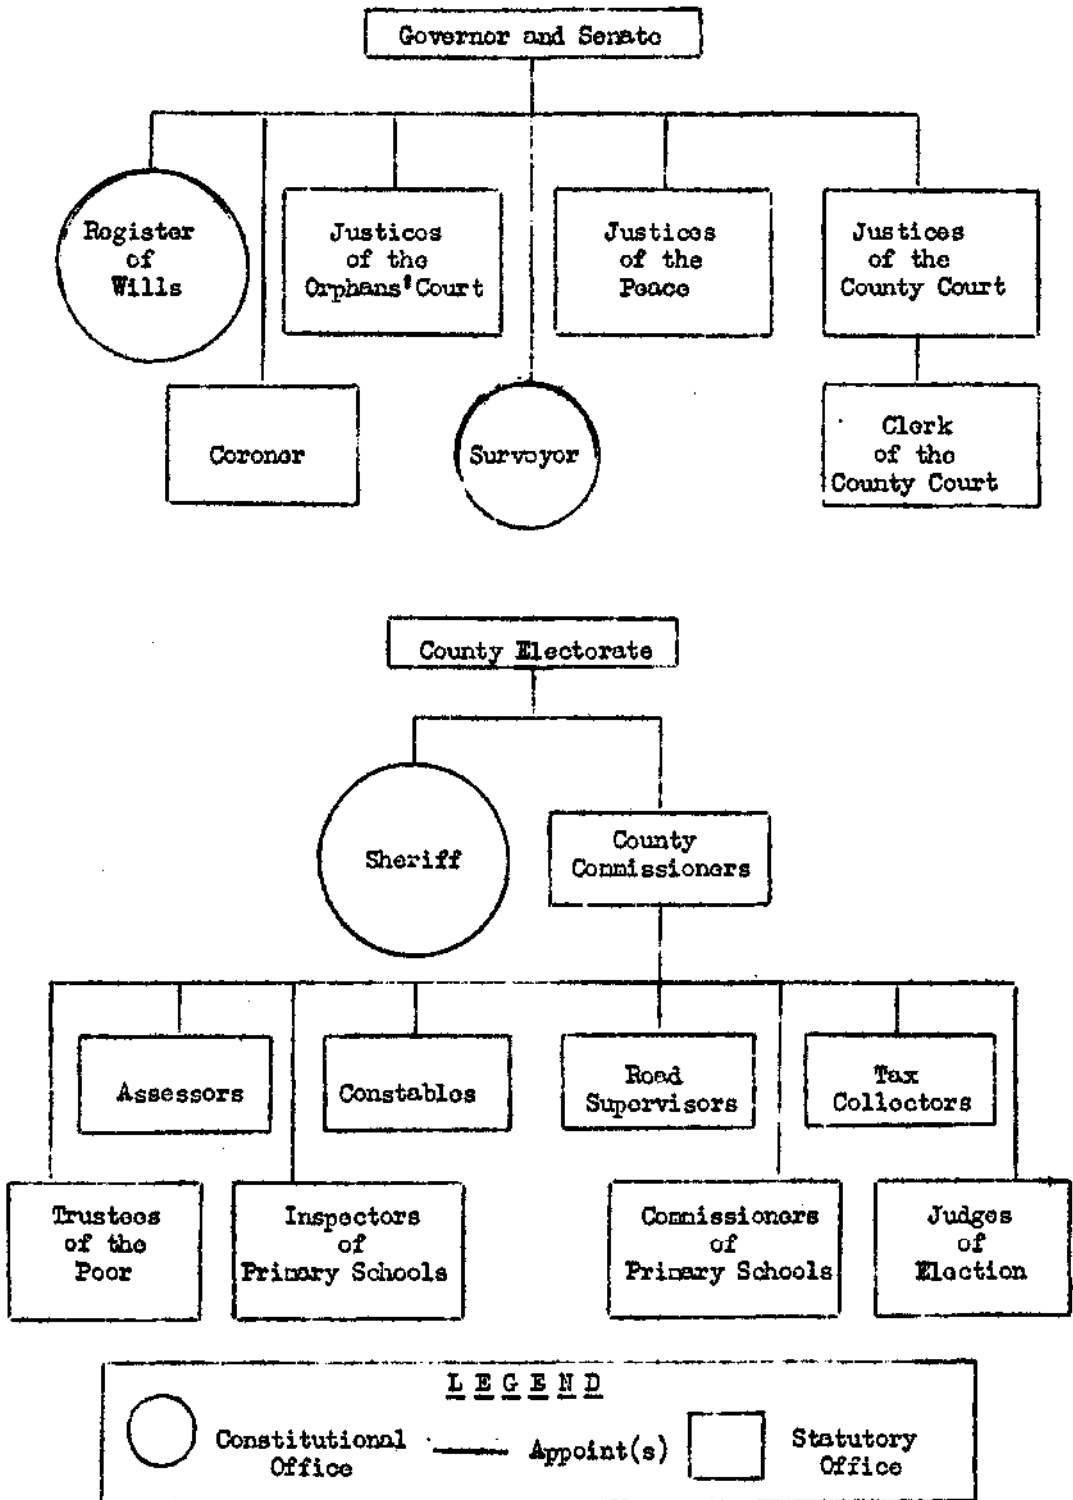 Governor and Senate
Register
of
Wills
Justices
of the
Orphans' Court
Justices
of the
Peace
Justices
of the
County Court
Coroner
Surveyor
Clerk
of the
County Court
County Electorate
Sheriff
County
Commissioners
Assessors
Constables
Road
Supervisors
Tax
Collectors
Trustees
of the
Poor
Inspectors
of
Primary Schools
Commissioners
of
Primary Schools
Judges
of
Election
LEGEND
Constitutional
Office
Appoint(s)
Statutory
Office